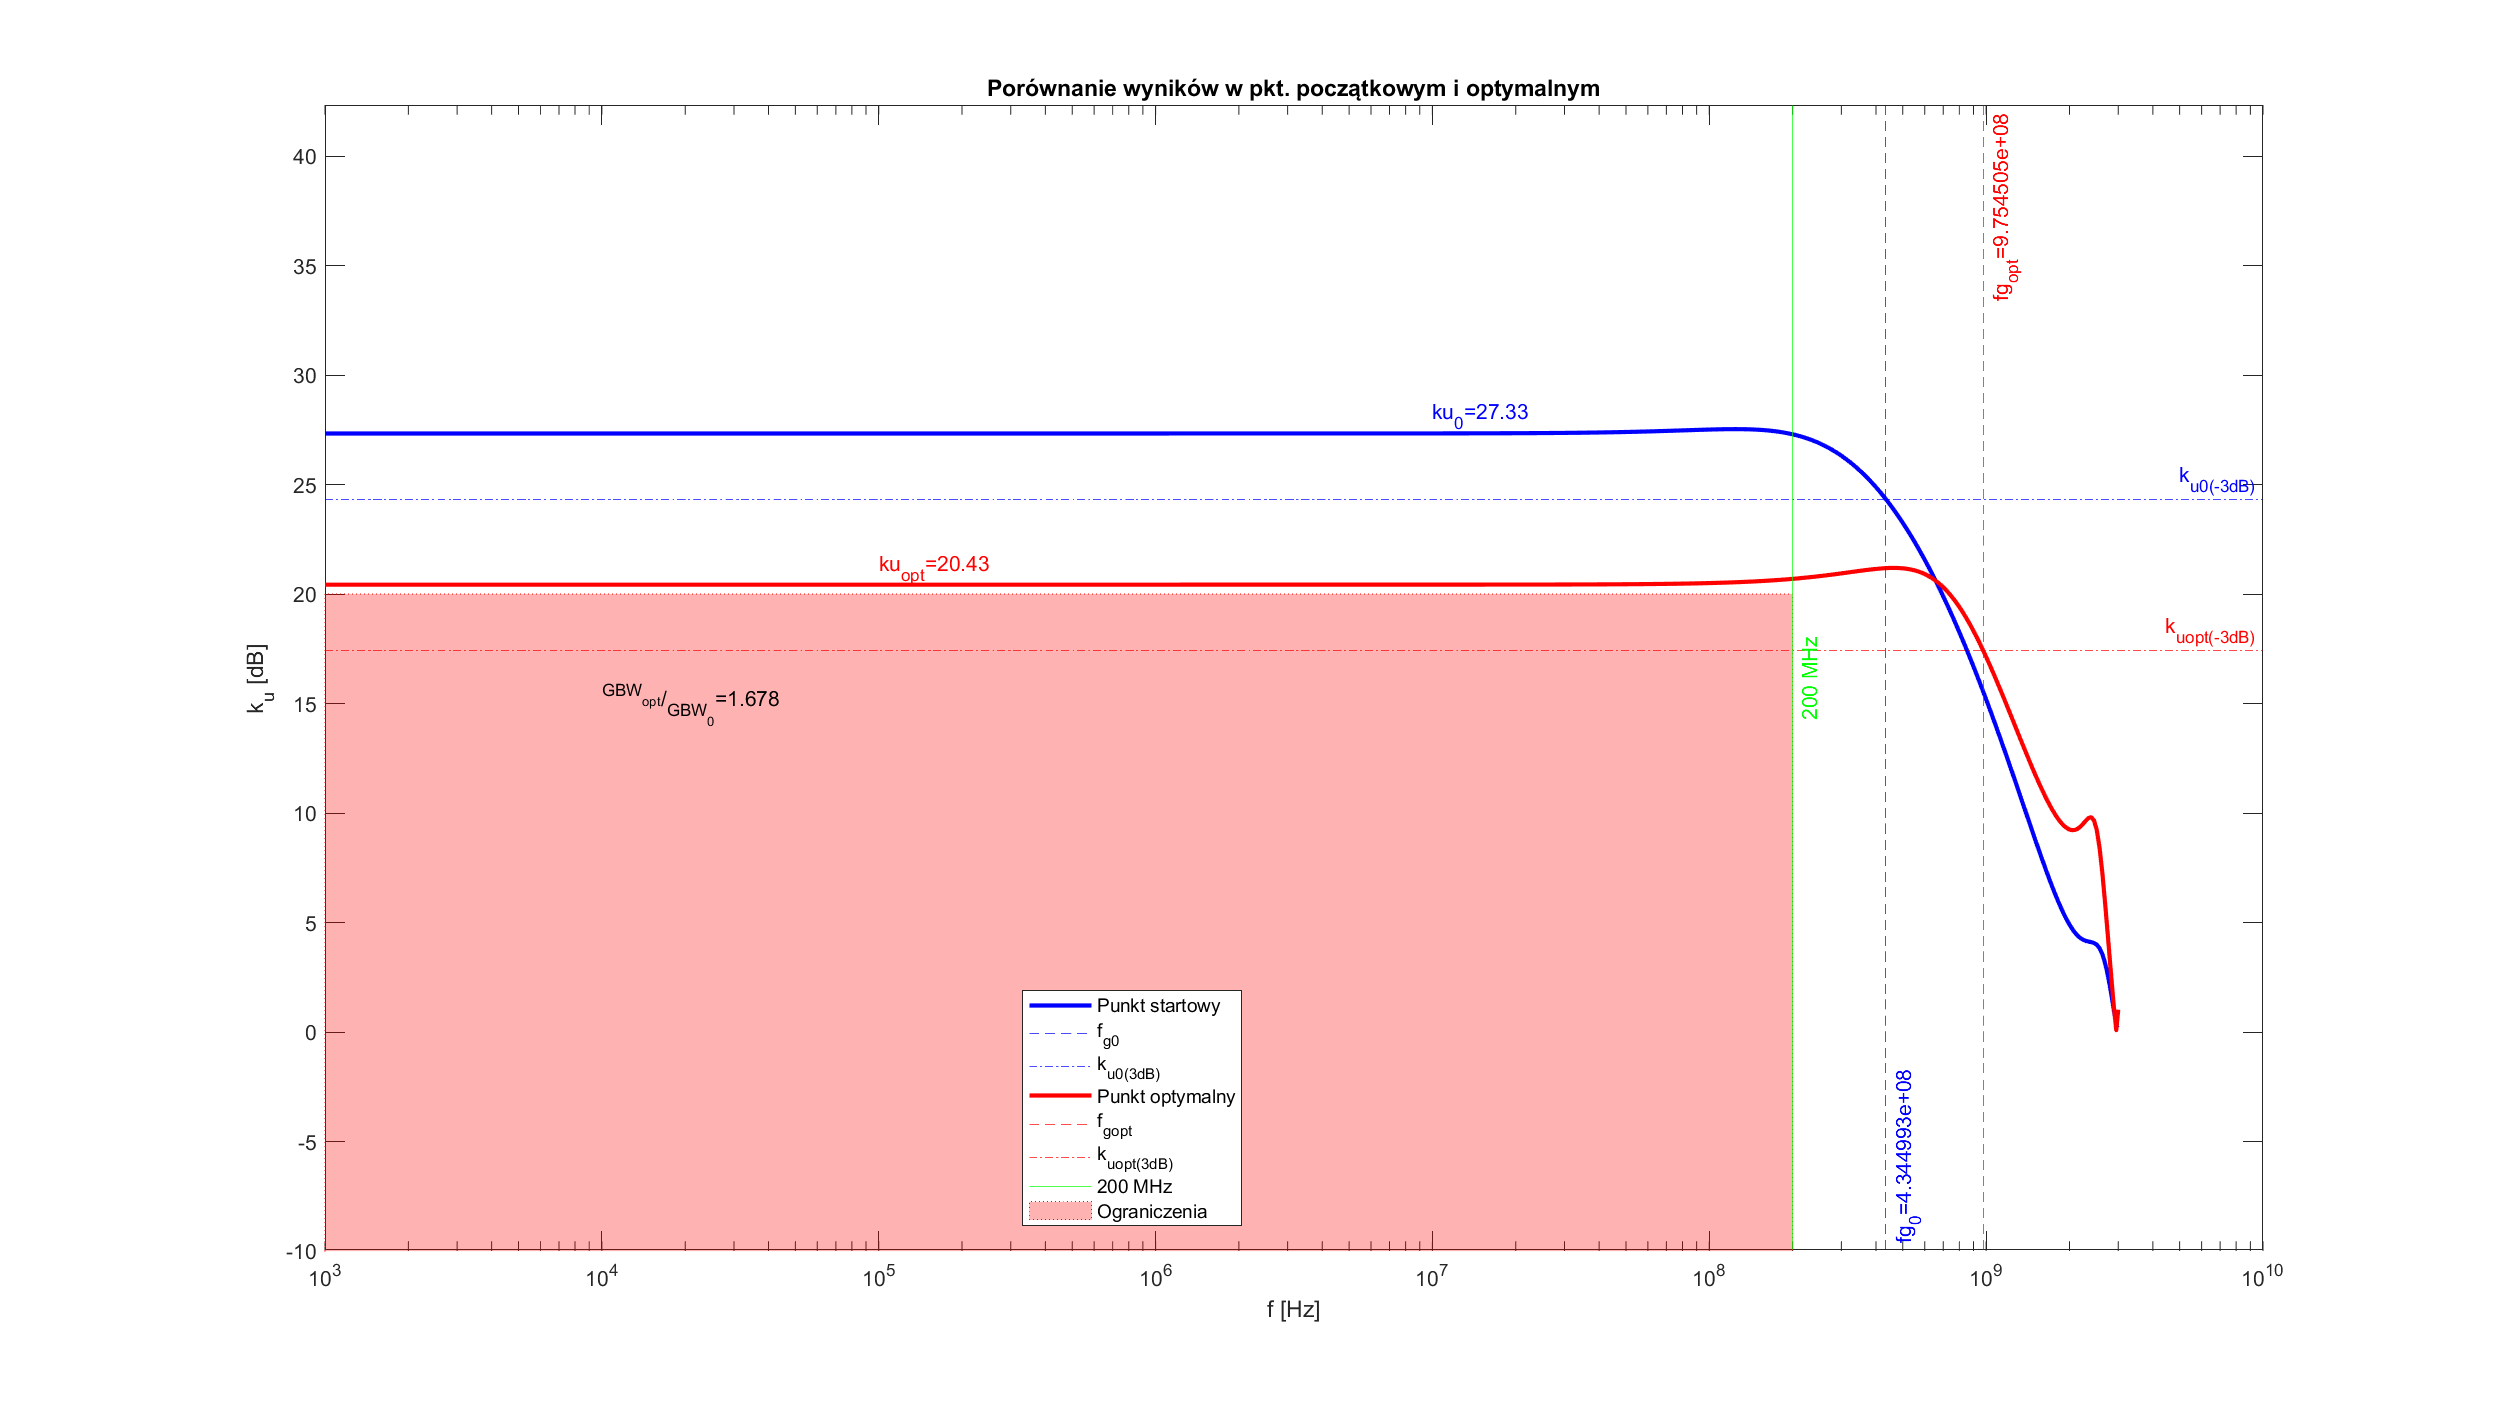 Porównanie wyników w pkt. początkowym i optymalnym
40
35
30
25
20
15
10
5
0
-5
-10
k_u [dB]
fg_opt=9.754505e+08
ku_0=27.33
k_u0(-3dB)
ku_opt=20.43
k_uopt(-3dB)
200 MHz
GBW_opt/GBW_0=1.678
Punkt startowy
f_g0
k_u0(3dB)
Punkt optymalny
f_gopt
k_uopt(3dB)
200 MHz
Ograniczenia
fg_0=4.344993e+08
10^3 10^4 10^5 10^6 10^7 10^8 10^9 10^10
f [Hz]